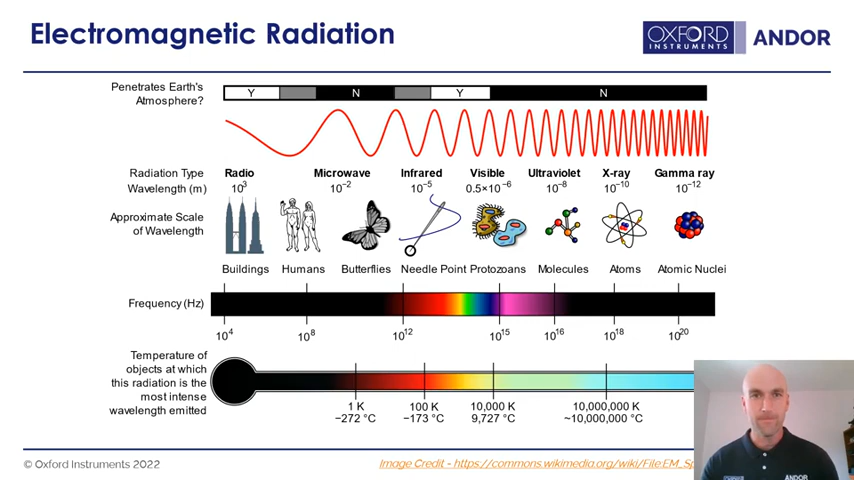 Electromagnetic Radiation
OXFORD
INSTRUMENTS
ANDOR
Penetrates Earth's
Atmosphere?
Y N Y N
Radiation Type
Radio Microwave Infrared Visible Ultraviolet X-ray Gamma ray
Wavelength (m)
10³ 10⁻² 10⁻⁵ 0.5×10⁻⁶ 10⁻⁸ 10⁻¹⁰ 10⁻¹²
Approximate Scale
of Wavelength
Buildings Humans Butterflies Needle Point Protozoans Molecules Atoms Atomic Nuclei
Frequency (Hz)
10⁴ 10⁸ 10¹² 10¹⁵ 10¹⁶ 10¹⁸ 10²⁰
Temperature of
objects at which
this radiation is the
most intense
wavelength emitted
1 K 100 K 10,000 K 10,000,000 K
−272 °C −173 °C 9,727 °C ~10,000,000 °C
© Oxford Instruments 2022
Image Credit - https://commons.wikimedia.org/wiki/File:EM_Sp
ANDOR